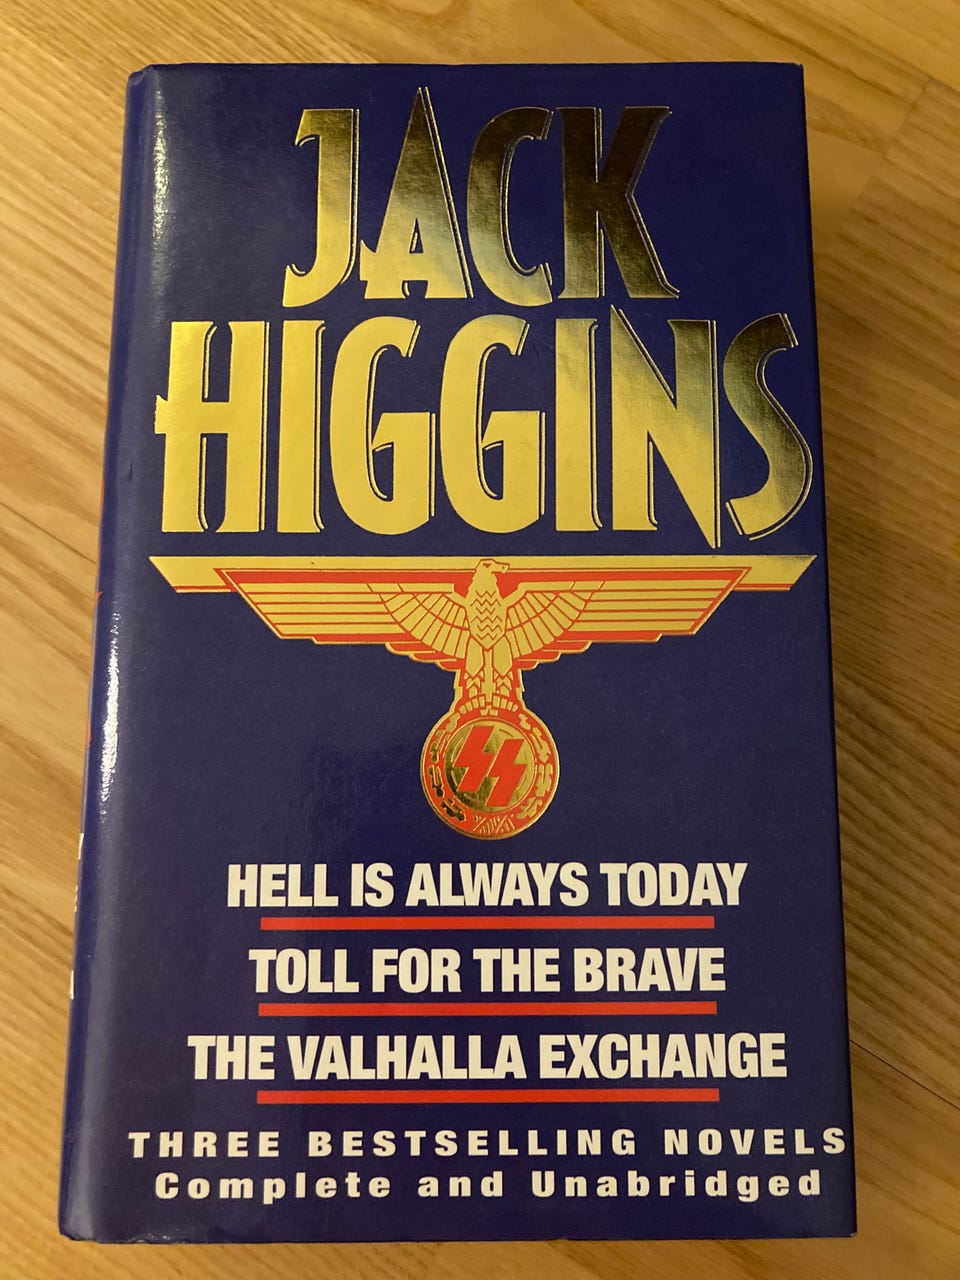 JACK
HIGGINS
HELL IS ALWAYS TODAY
TOLL FOR THE BRAVE
THE VALHALLA EXCHANGE
THREE BESTSELLING NOVELS
Complete and Unabridged